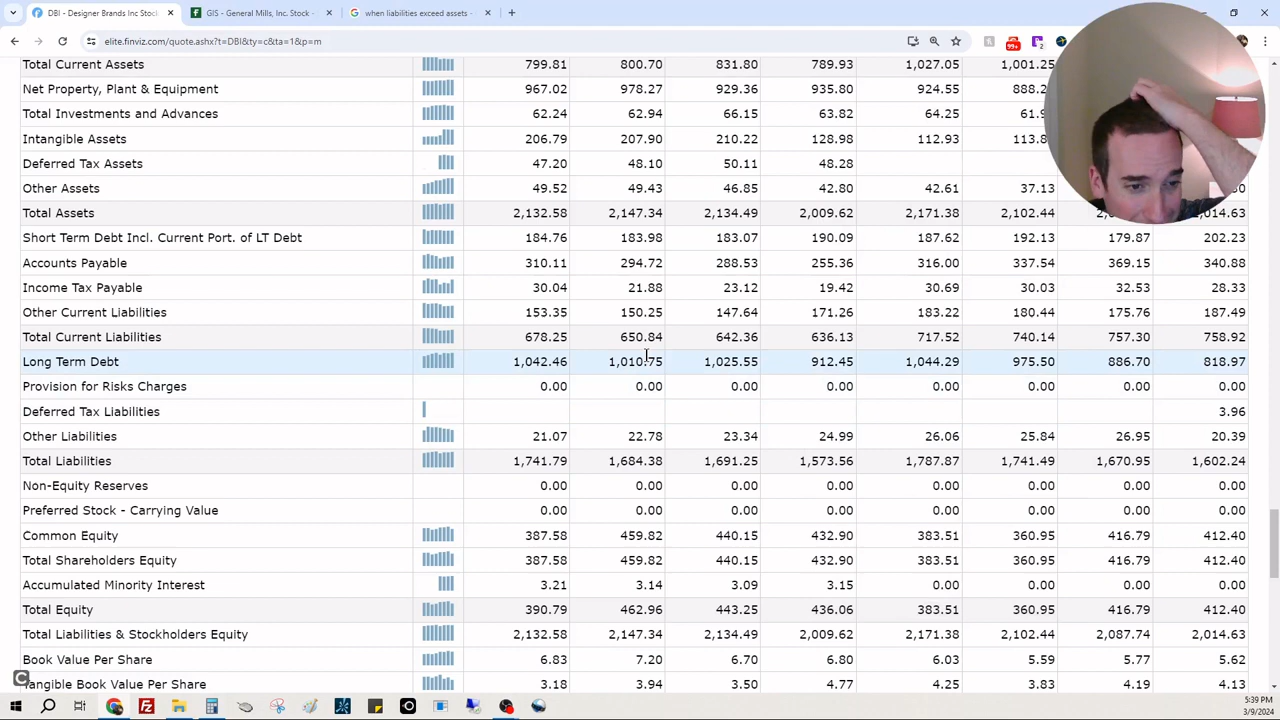 DBI - Designer Brands Inc Stock
GIS - General Mills, Inc. Stock -
when liabilities exceed assets -
elite.finviz.com/quote.ashx?t=DBI&ty=c&ta=1&p=m
99+
2
Total Current Assets 799.81 800.70 831.80 789.93 1,027.05 1,001.25
Net Property, Plant & Equipment 967.02 978.27 929.36 935.80 924.55 888.2
Total Investments and Advances 62.24 62.94 66.15 63.82 64.25 61.9
Intangible Assets 206.79 207.90 210.22 128.98 112.93 113.8
Deferred Tax Assets 47.20 48.10 50.11 48.28
Other Assets 49.52 49.43 46.85 42.80 42.61 37.13
Total Assets 2,132.58 2,147.34 2,134.49 2,009.62 2,171.38 2,102.44 014.63
Short Term Debt Incl. Current Port. of LT Debt 184.76 183.98 183.07 190.09 187.62 192.13 179.87 202.23
Accounts Payable 310.11 294.72 288.53 255.36 316.00 337.54 369.15 340.88
Income Tax Payable 30.04 21.88 23.12 19.42 30.69 30.03 32.53 28.33
Other Current Liabilities 153.35 150.25 147.64 171.26 183.22 180.44 175.76 187.49
Total Current Liabilities 678.25 650.84 642.36 636.13 717.52 740.14 757.30 758.92
Long Term Debt 1,042.46 1,010.75 1,025.55 912.45 1,044.29 975.50 886.70 818.97
Provision for Risks Charges 0.00 0.00 0.00 0.00 0.00 0.00 0.00 0.00
Deferred Tax Liabilities 3.96
Other Liabilities 21.07 22.78 23.34 24.99 26.06 25.84 26.95 20.39
Total Liabilities 1,741.79 1,684.38 1,691.25 1,573.56 1,787.87 1,741.49 1,670.95 1,602.24
Non-Equity Reserves 0.00 0.00 0.00 0.00 0.00 0.00 0.00 0.00
Preferred Stock - Carrying Value 0.00 0.00 0.00 0.00 0.00 0.00 0.00 0.00
Common Equity 387.58 459.82 440.15 432.90 383.51 360.95 416.79 412.40
Total Shareholders Equity 387.58 459.82 440.15 432.90 383.51 360.95 416.79 412.40
Accumulated Minority Interest 3.21 3.14 3.09 3.15 0.00 0.00 0.00 0.00
Total Equity 390.79 462.96 443.25 436.06 383.51 360.95 416.79 412.40
Total Liabilities & Stockholders Equity 2,132.58 2,147.34 2,134.49 2,009.62 2,171.38 2,102.44 2,087.74 2,014.63
Book Value Per Share 6.83 7.20 6.70 6.80 6.03 5.59 5.77 5.62
Tangible Book Value Per Share 3.18 3.94 3.50 4.77 4.25 3.83 4.19 4.13
5:39 PM
3/9/2024